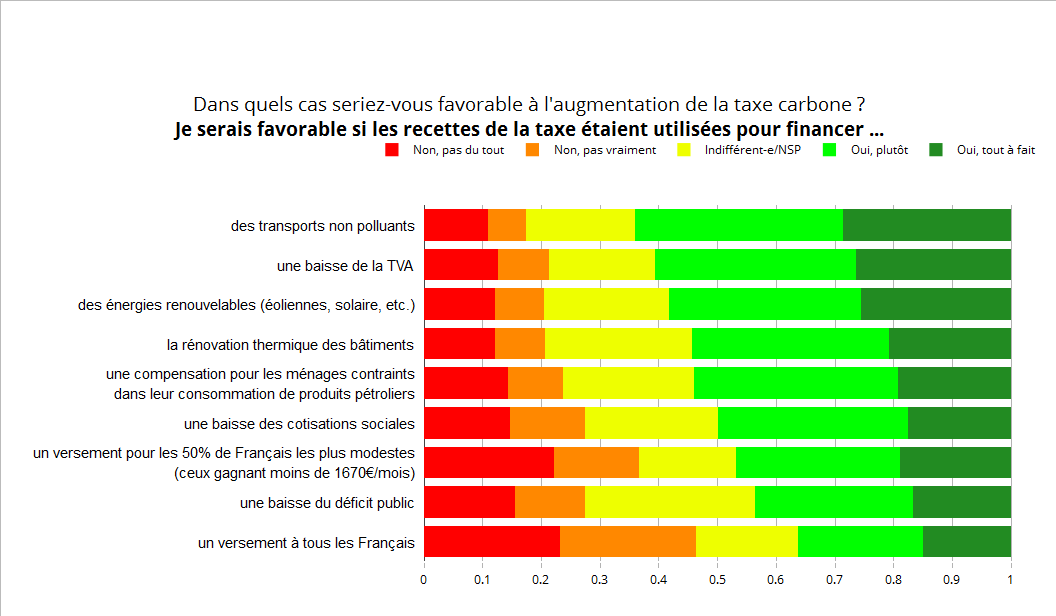 Dans quels cas seriez-vous favorable à l'augmentation de la taxe carbone ?
Je serais favorable si les recettes de la taxe étaient utilisées pour financer ...
Non, pas du tout Non, pas vraiment Indifférent-e/NSP Oui, plutôt Oui, tout à fait
des transports non polluants
une baisse de la TVA
des énergies renouvelables (éoliennes, solaire, etc.)
la rénovation thermique des bâtiments
une compensation pour les ménages contraints
dans leur consommation de produits pétroliers
une baisse des cotisations sociales
un versement pour les 50% de Français les plus modestes
(ceux gagnant moins de 1670€/mois)
une baisse du déficit public
un versement à tous les Français
0 0.1 0.2 0.3 0.4 0.5 0.6 0.7 0.8 0.9 1